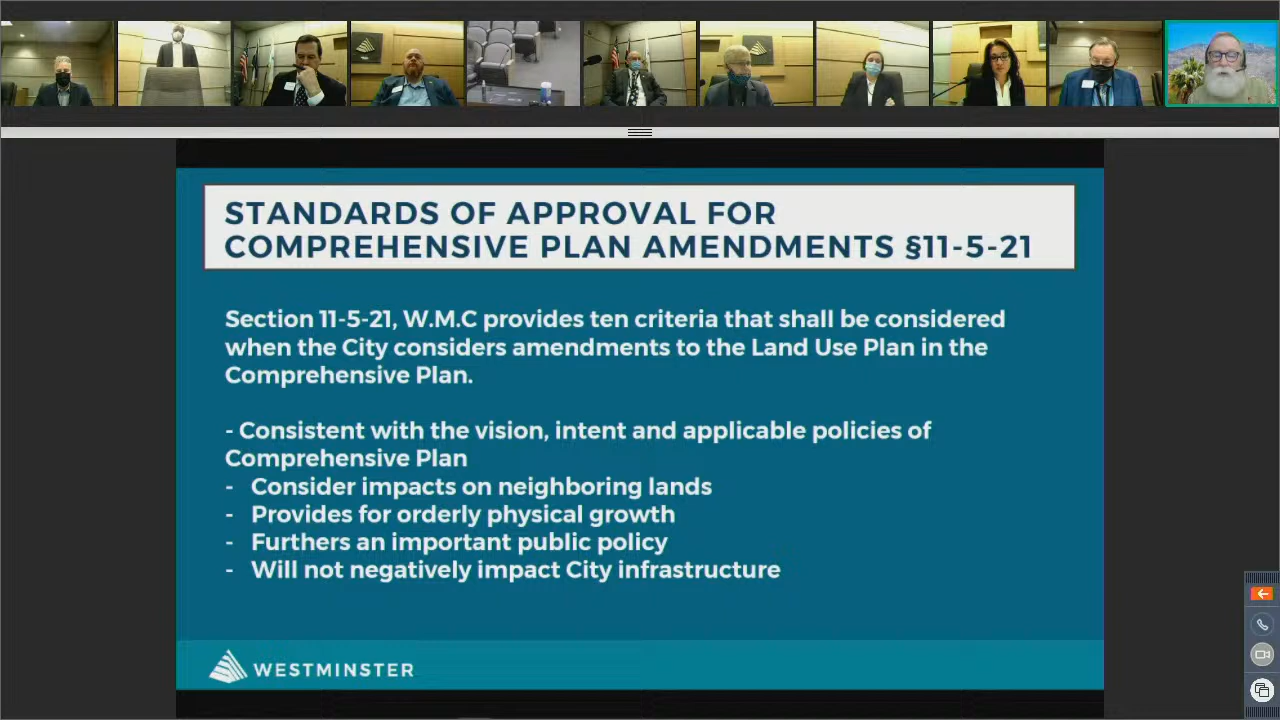 STANDARDS OF APPROVAL FOR
COMPREHENSIVE PLAN AMENDMENTS §11-5-21
Section 11-5-21, W.M.C provides ten criteria that shall be considered
when the City considers amendments to the Land Use Plan in the
Comprehensive Plan.
- Consistent with the vision, intent and applicable policies of
Comprehensive Plan
- Consider impacts on neighboring lands
- Provides for orderly physical growth
- Furthers an important public policy
- Will not negatively impact City infrastructure
WESTMINSTER